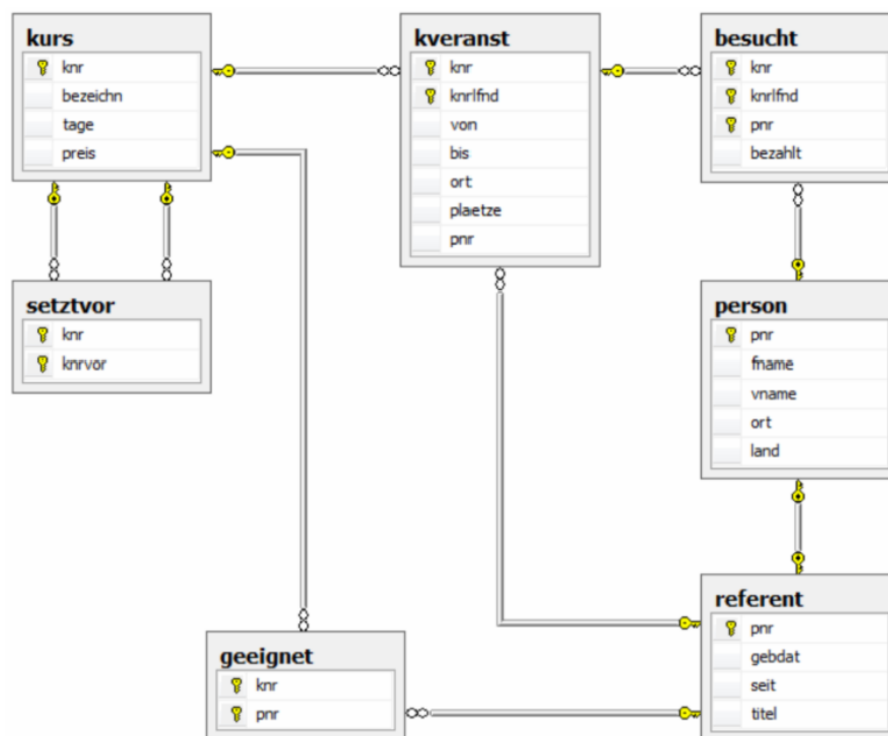 kurs
knr
bezeichn
tage
preis
kveranst
knr
knrlfnd
von
bis
ort
plaetze
pnr
besucht
knr
knrlfnd
pnr
bezahlt
setztvor
knr
knrvor
person
pnr
fname
vname
ort
land
geeignet
knr
pnr
referent
pnr
gebdat
seit
titel